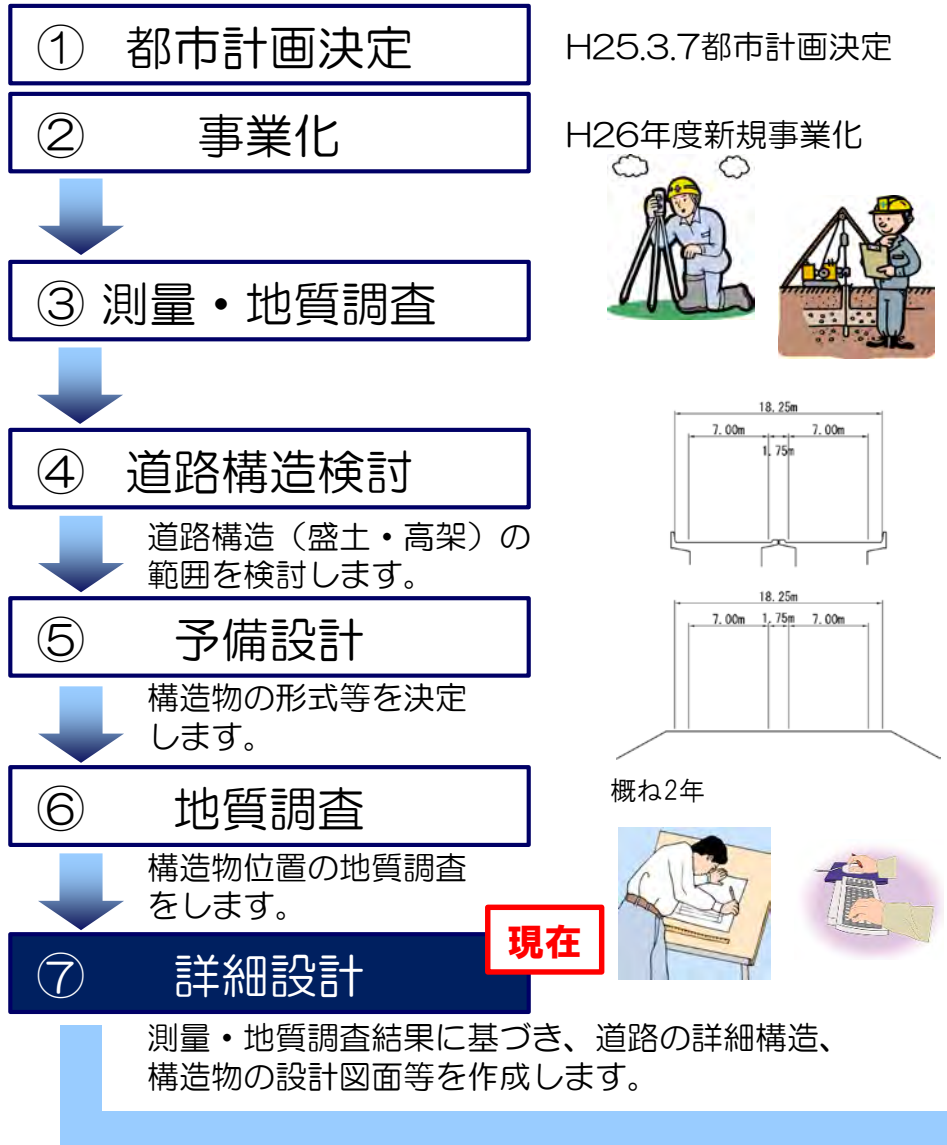 ① 都市計画決定
H25.3.7都市計画決定
② 事業化
H26年度新規事業化
③ 測量・地質調査
④ 道路構造検討
道路構造（盛土・高架）の
範囲を検討します。
18.25m
7.00m 7.00m
1.75m
⑤ 予備設計
構造物の形式等を決定
します。
18.25m
7.00m 1.75m 7.00m
⑥ 地質調査
概ね2年
構造物位置の地質調査
をします。
現在
⑦ 詳細設計
測量・地質調査結果に基づき、道路の詳細構造、
構造物の設計図面等を作成します。